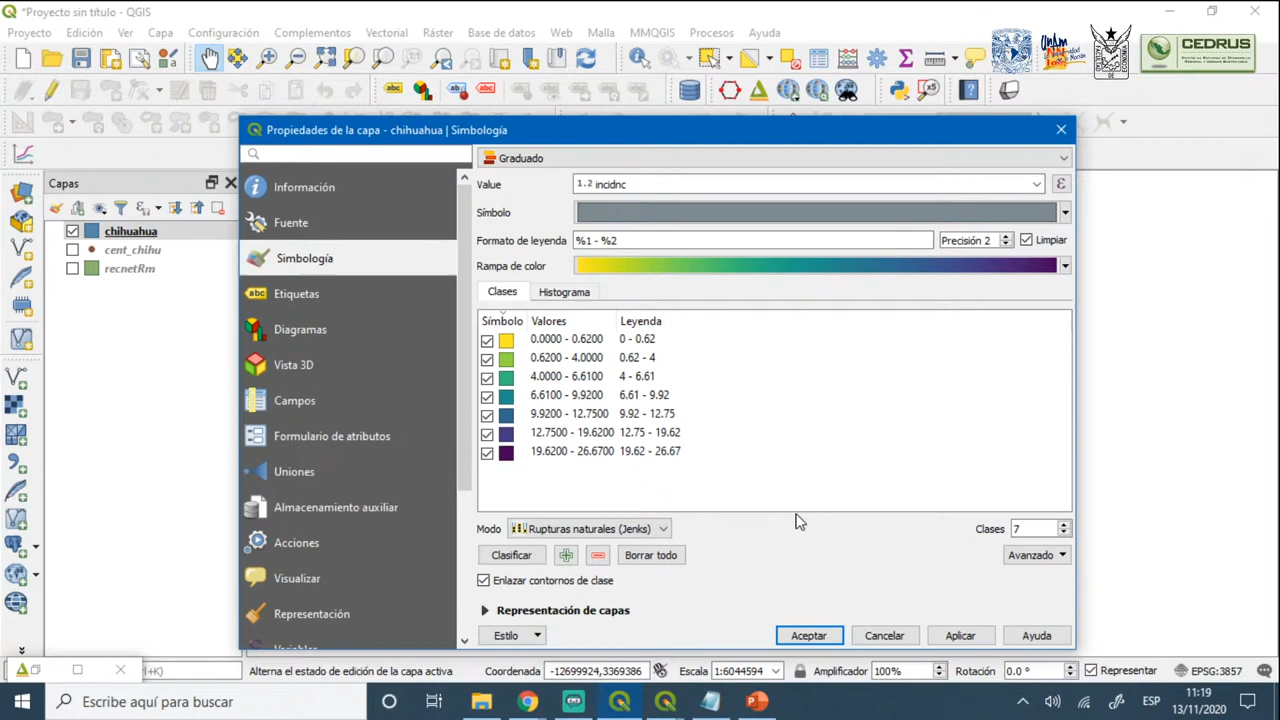 *Proyecto sin título - QGIS
Proyecto Edición Ver Capa Configuración Complementos Vectorial Ráster Base de datos Web Malla MMQGIS Procesos Ayuda
UNAM
CEDRUS
abc abc abc
Propiedades de la capa - chihuahua | Simbología
Capas
chihuahua
cent_chihu
recnetRm
Información
Fuente
Simbología
abc Etiquetas
Diagramas
Vista 3D
Campos
Formulario de atributos
Uniones
Almacenamiento auxiliar
Acciones
Visualizar
Representación
Variables
Graduado
Value 1.2 incidnc ε
Símbolo
Formato de leyenda %1 - %2 Precisión 2 Limpiar
Rampa de color
Clases Histograma
Símbolo Valores Leyenda
0.0000 - 0.6200 0 - 0.62
0.6200 - 4.0000 0.62 - 4
4.0000 - 6.6100 4 - 6.61
6.6100 - 9.9200 6.61 - 9.92
9.9200 - 12.7500 9.92 - 12.75
12.7500 - 19.6200 12.75 - 19.62
19.6200 - 26.6700 19.62 - 26.67
Modo Rupturas naturales (Jenks) Clases 7
Clasificar Borrar todo Avanzado
Enlazar contornos de clase
Representación de capas
Estilo Aceptar Cancelar Aplicar Ayuda
/K) Alterna el estado de edición de la capa activa Coordenada -12699924,3369386 Escala 1:6044594 Amplificador 100% Rotación 0.0 ° Representar EPSG:3857
Escribe aquí para buscar ESP 11:19
13/11/2020